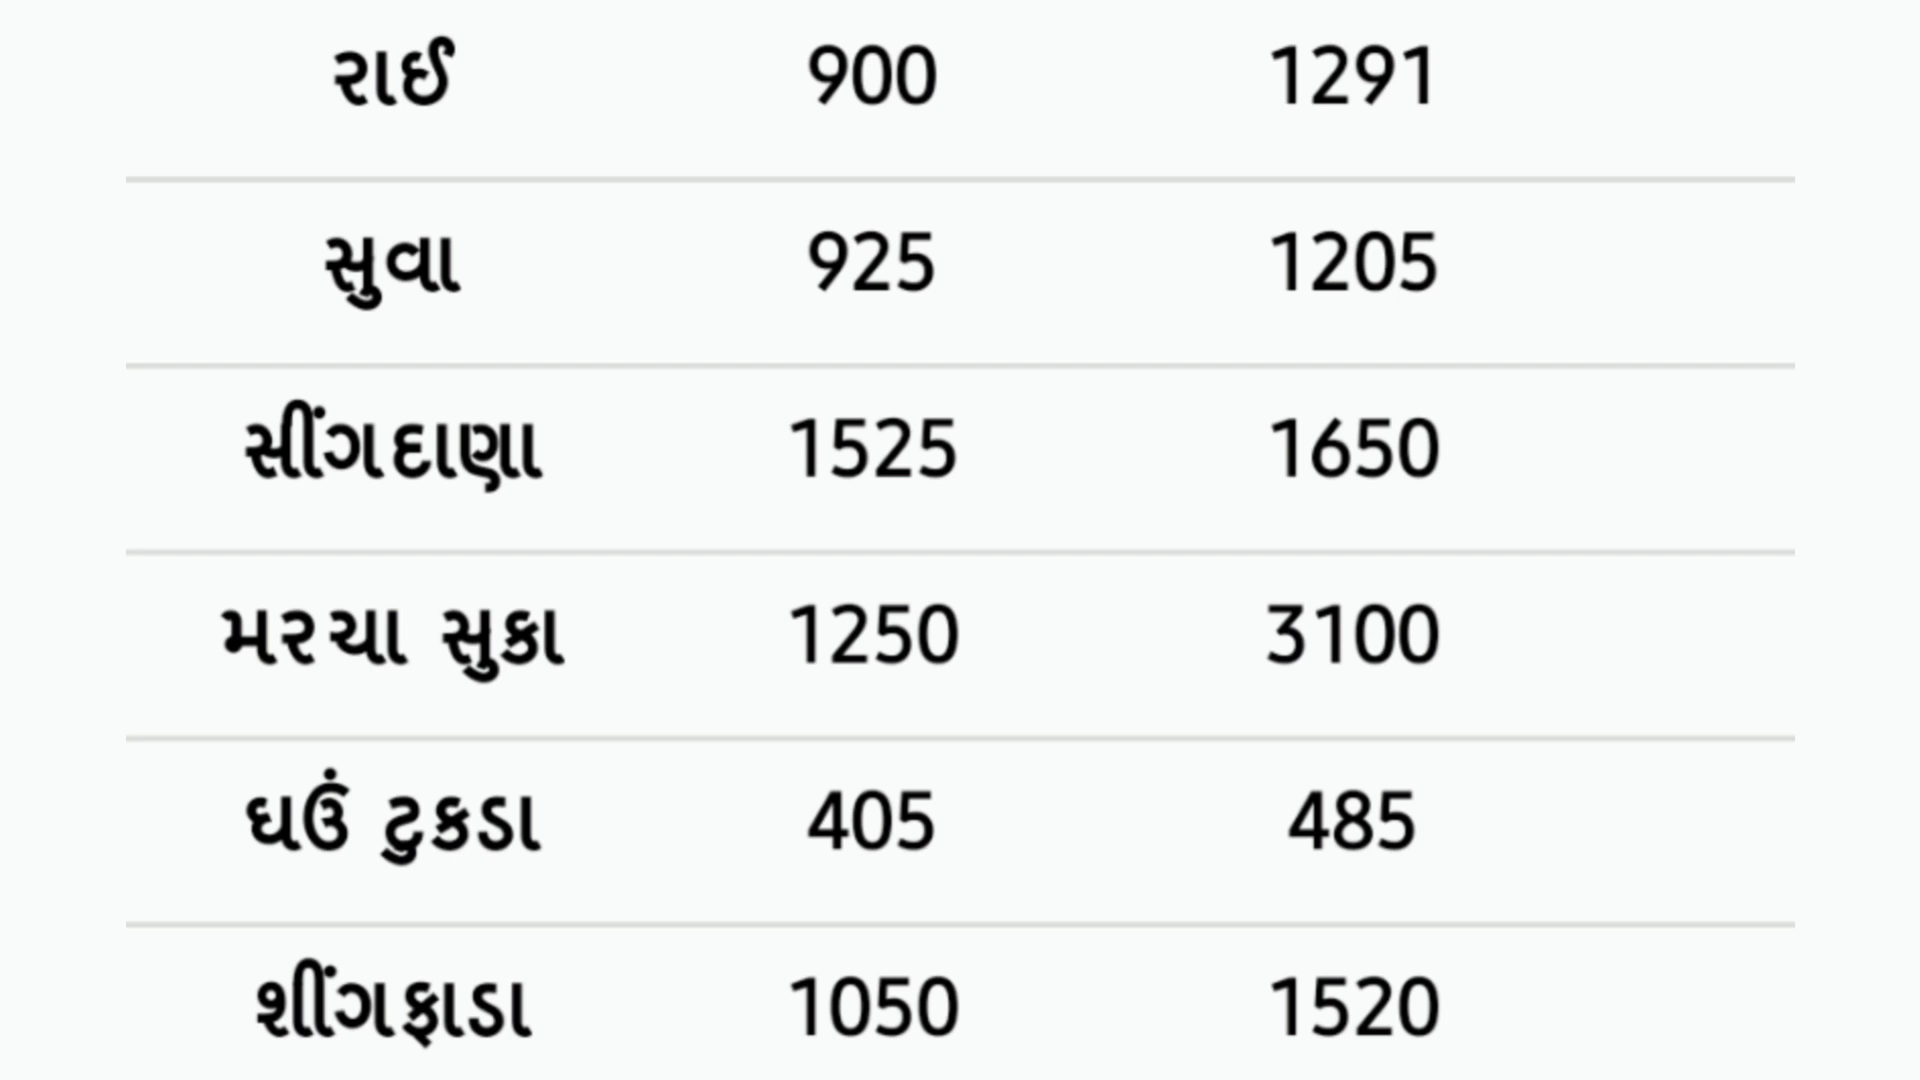 રાઈ 900 1291
સુવા 925 1205
સીંગદાણા 1525 1650
મરચા સુકા 1250 3100
ઘઉં ટુકડા 405 485
શીંગફાડા 1050 1520